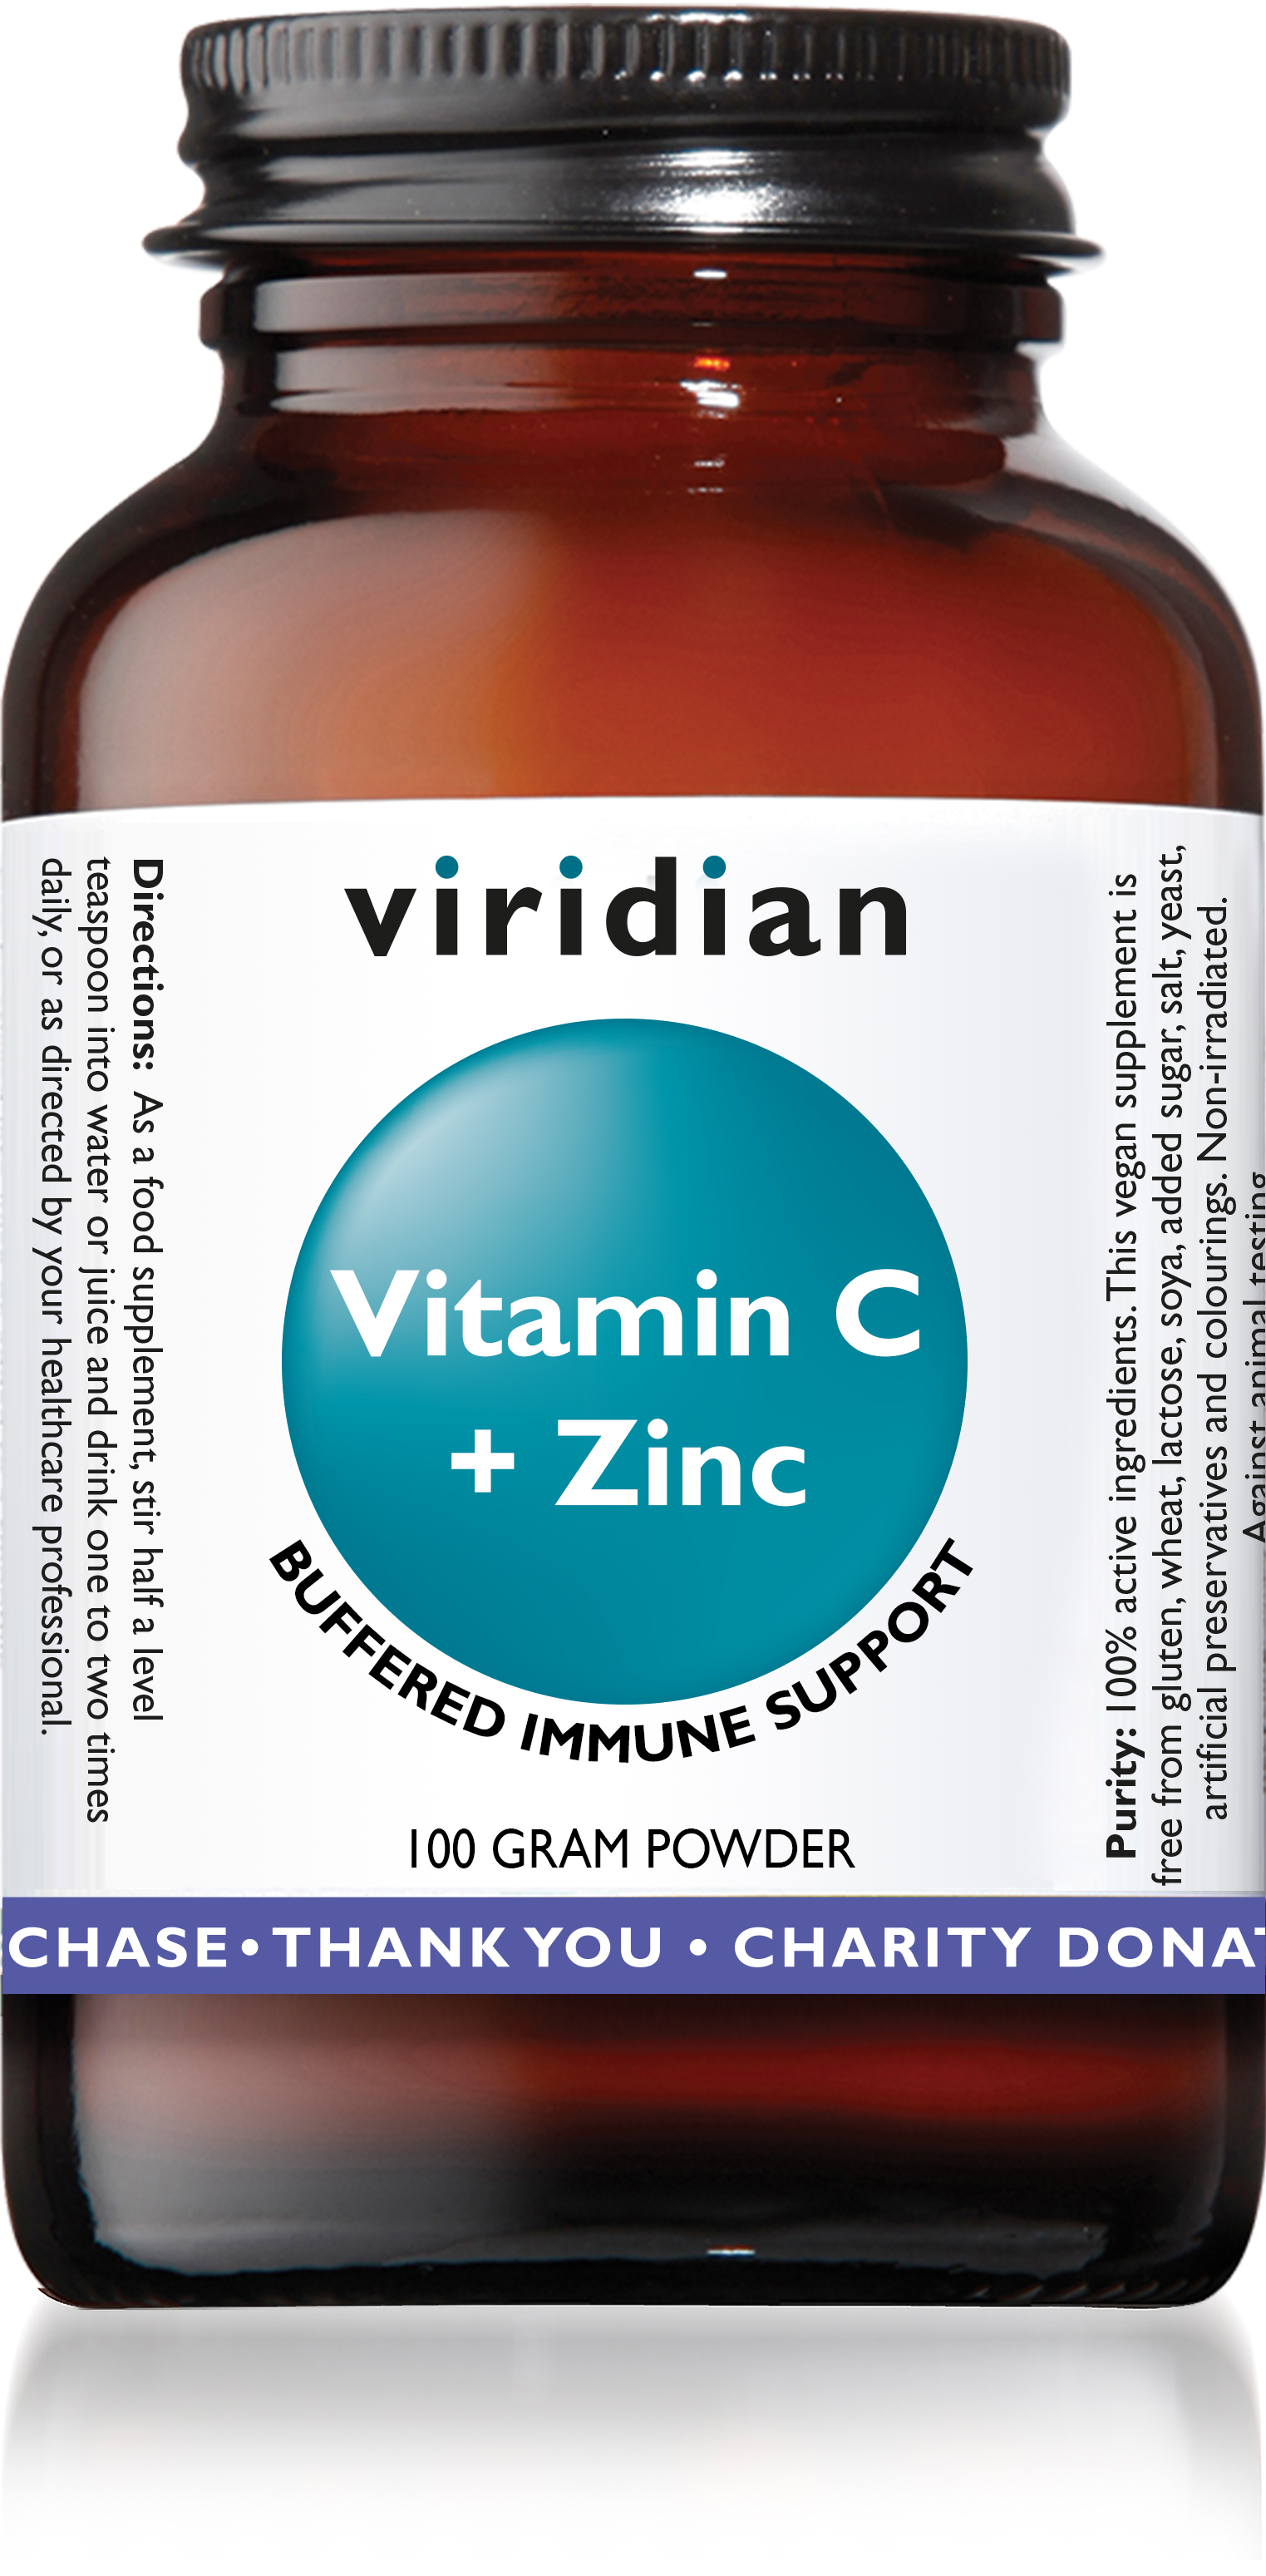 viridian
Vitamin C
+ Zinc
BUFFERED IMMUNE SUPPORT
100 GRAM POWDER
Directions: As a food supplement, stir half a level
teaspoon into water or juice and drink one to two times
daily, or as directed by your healthcare professional.
Purity: 100% active ingredients. This vegan supplement is
free from gluten, wheat, lactose, soya, added sugar, salt, yeast,
artificial preservatives and colourings. Non-irradiated.
Against animal testing
CHASE • THANK YOU • CHARITY DONAT